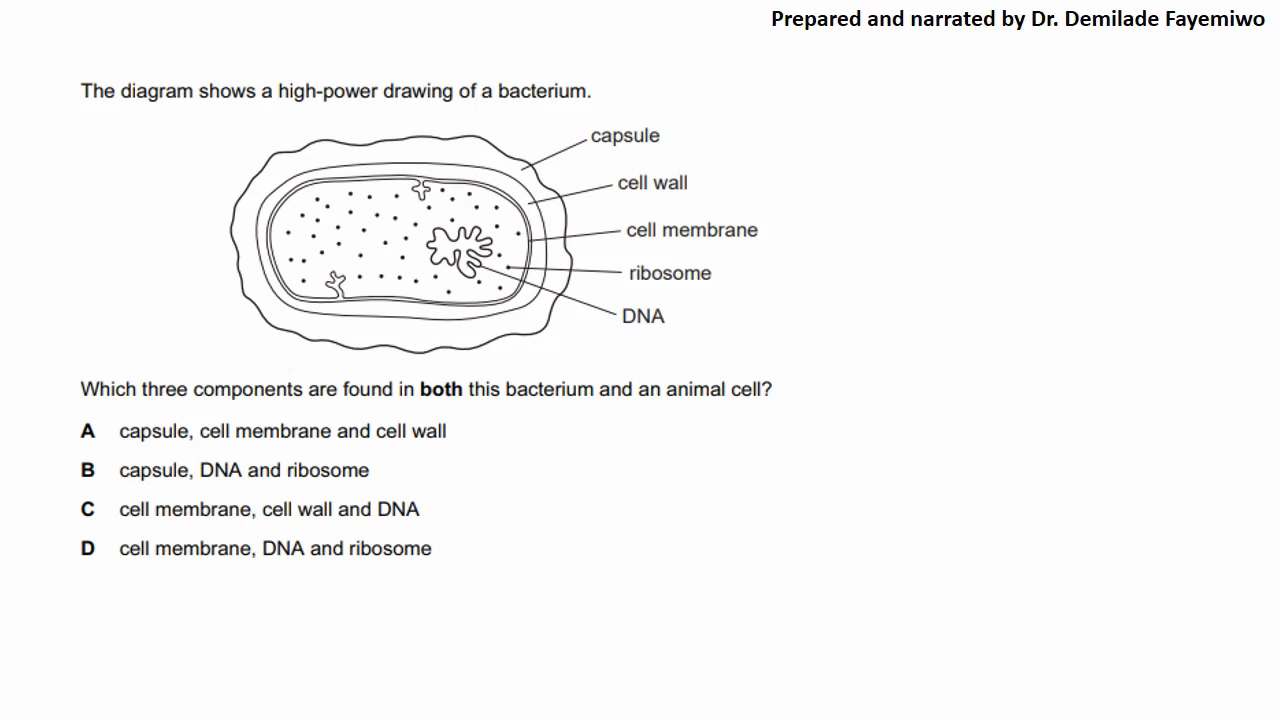 Prepared and narrated by Dr. Demilade Fayemiwo
The diagram shows a high-power drawing of a bacterium.
capsule
cell wall
cell membrane
ribosome
DNA
Which three components are found in both this bacterium and an animal cell?
A capsule, cell membrane and cell wall
B capsule, DNA and ribosome
C cell membrane, cell wall and DNA
D cell membrane, DNA and ribosome